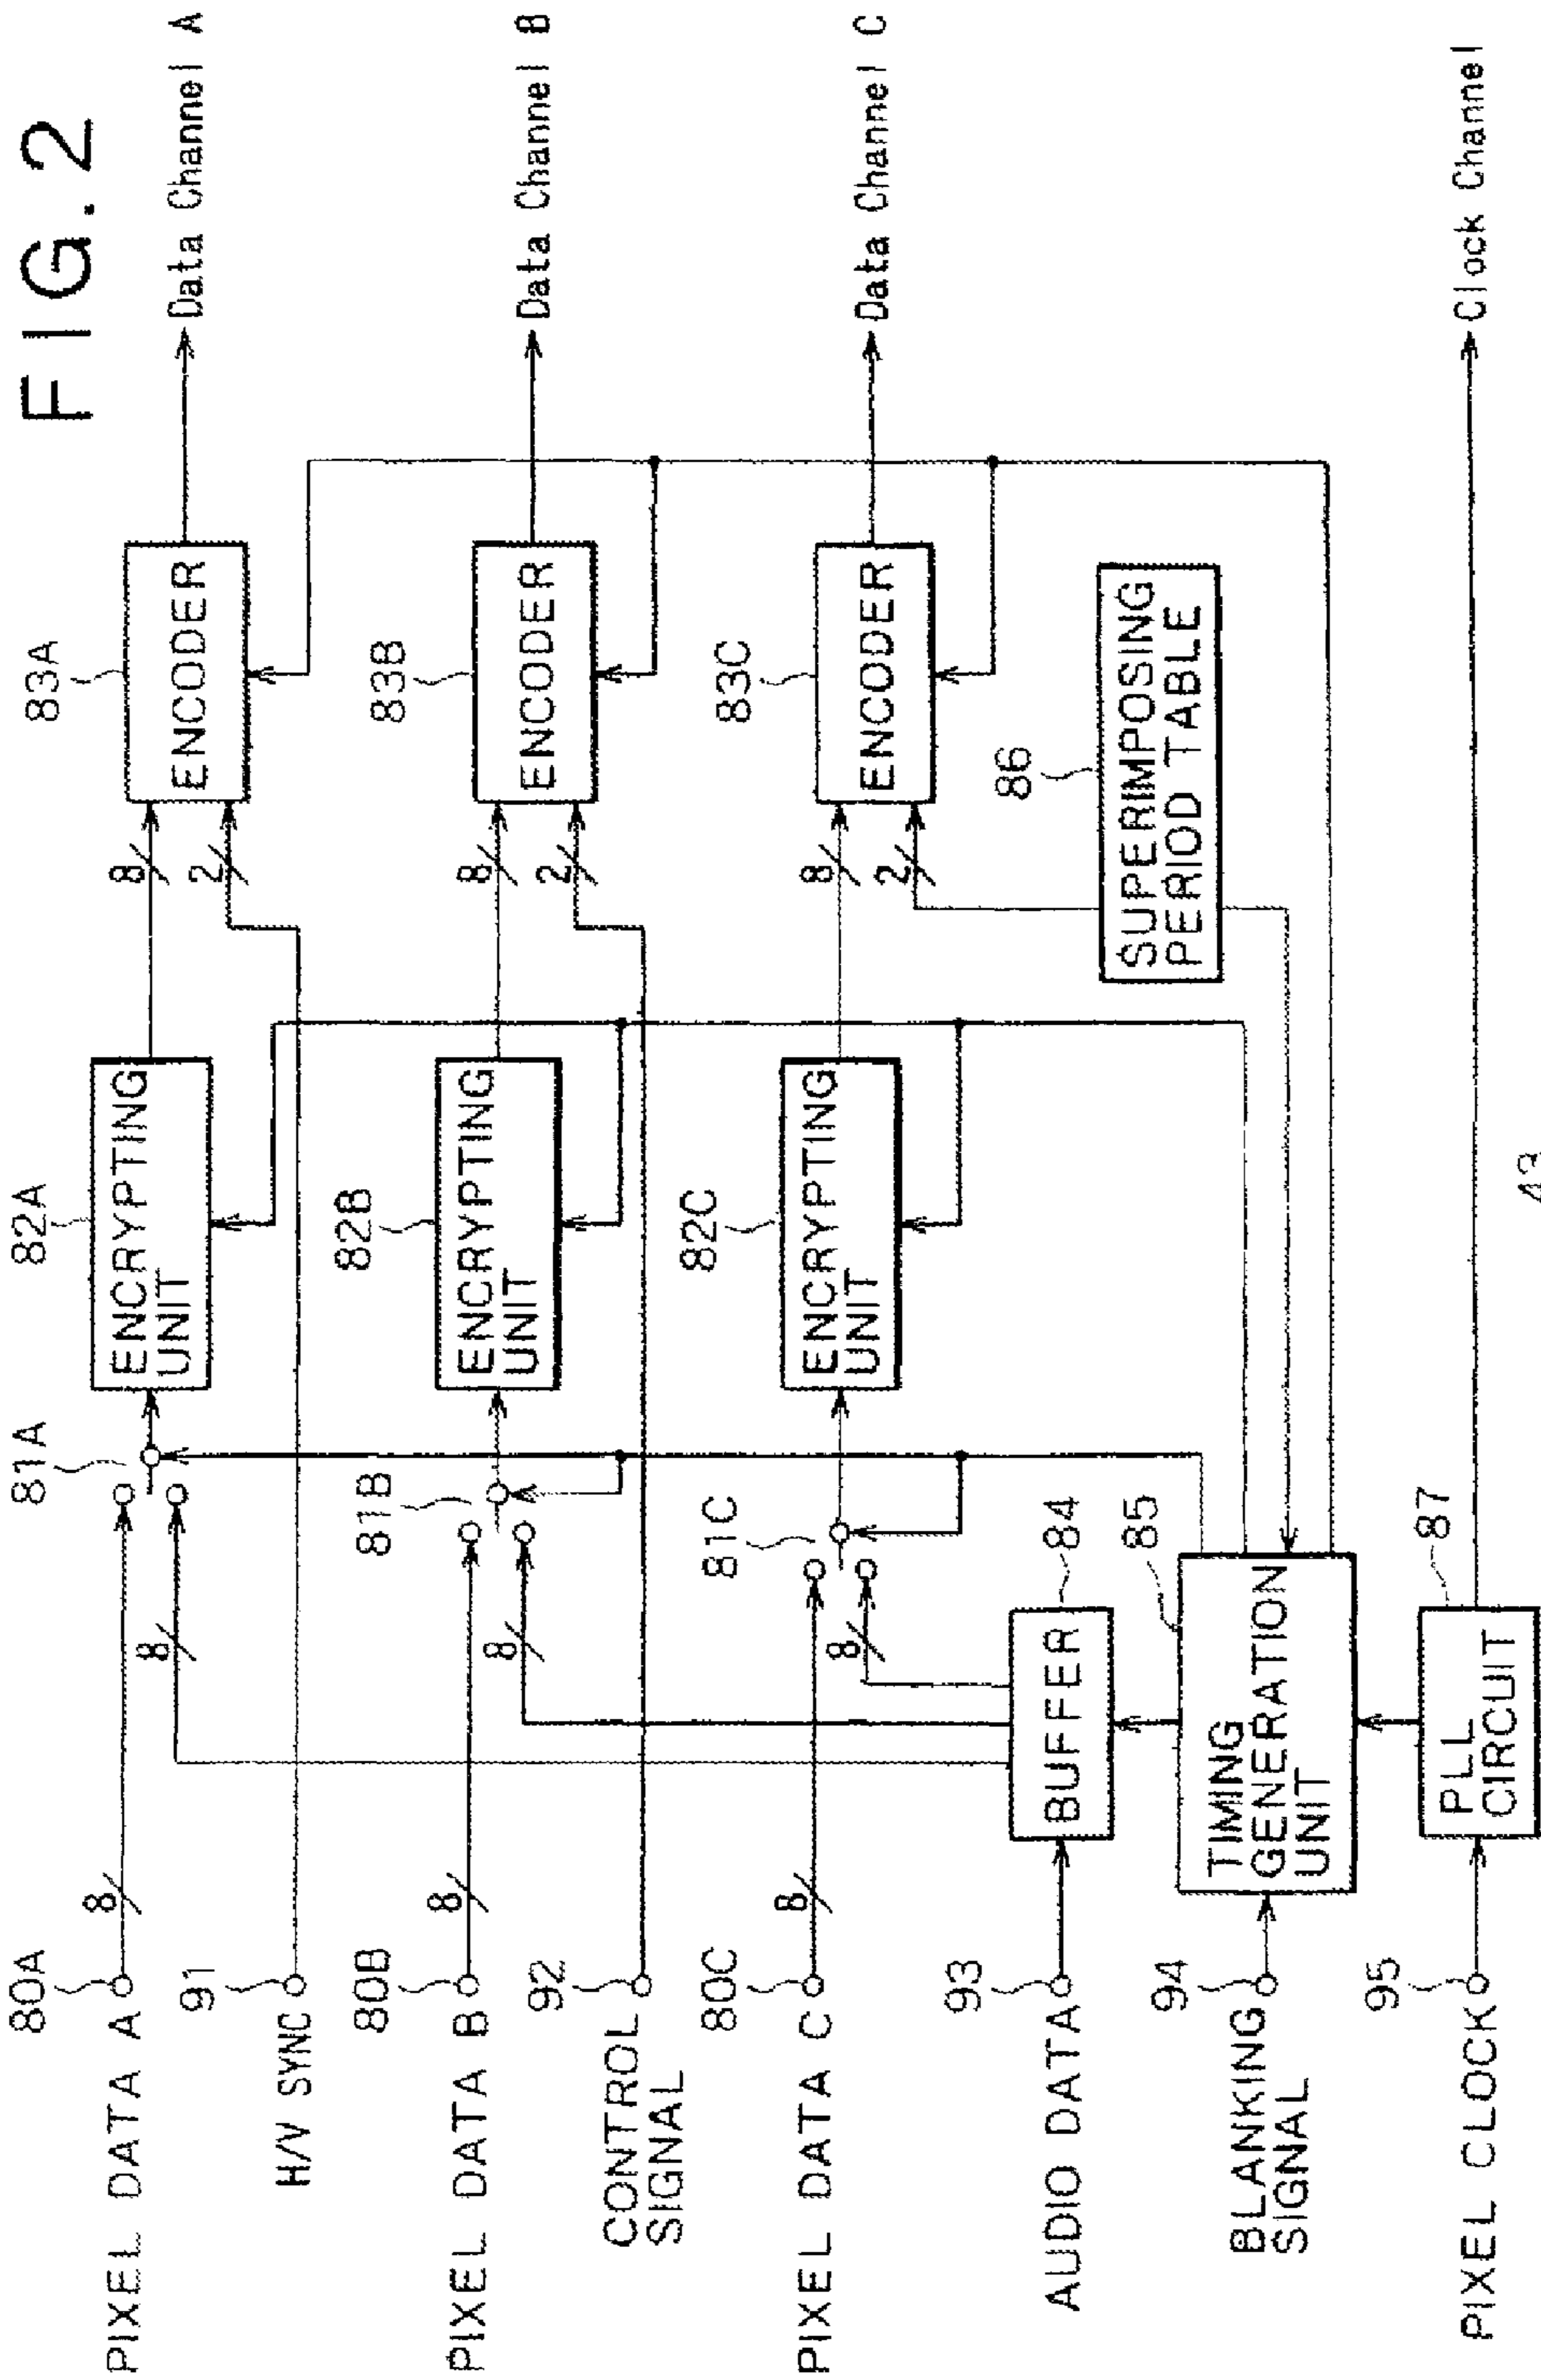 FIG. 2
80A
PIXEL DATA A
8
81A
8
82A
ENCRYPTING
UNIT
8
2
83A
ENCODER
Data Channel A
91
H/V SYNC
80B
PIXEL DATA B
8
81B
8
82B
ENCRYPTING
UNIT
8
2
83B
ENCODER
Data Channel B
92
CONTROL
SIGNAL
80C
PIXEL DATA C
8
81C
8
82C
ENCRYPTING
UNIT
8
2
83C
ENCODER
Data Channel C
93
AUDIO DATA
84
BUFFER
86
SUPERIMPOSING
PERIOD TABLE
94
BLANKING
SIGNAL
85
TIMING
GENERATION
UNIT
95
PIXEL CLOCK
87
PLL
CIRCUIT
Clock Channel
43